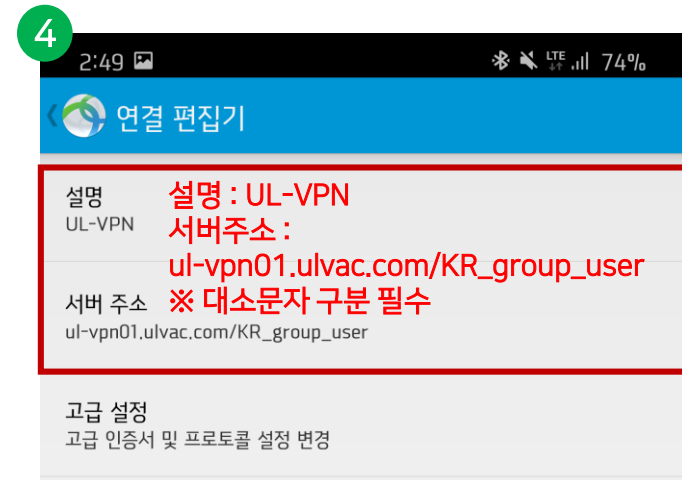 4
2:49 LTE 74%
연결 편집기
설명
UL-VPN
설명 : UL-VPN
서버주소 :
ul-vpn01.ulvac.com/KR_group_user
※ 대소문자 구분 필수
서버 주소
ul-vpn01.ulvac.com/KR_group_user
고급 설정
고급 인증서 및 프로토콜 설정 변경